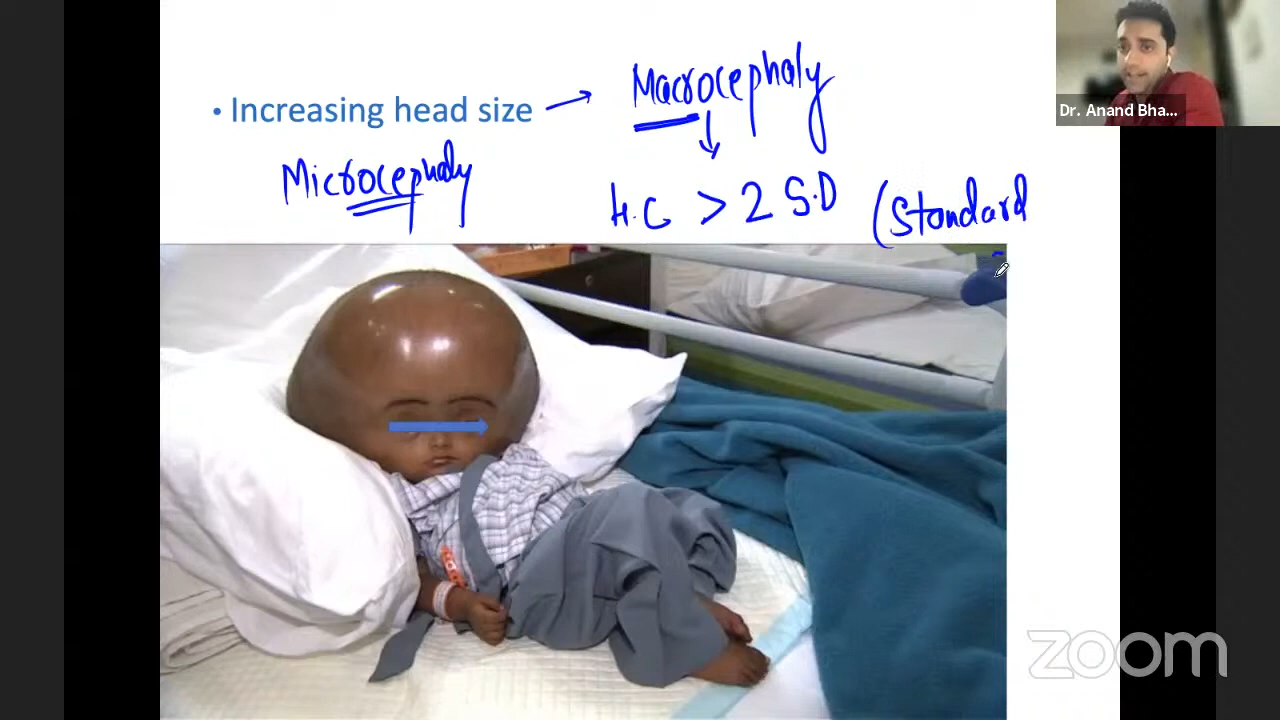 • Increasing head size → Macrocephaly
Microcephaly
↓
H.C > 2 S.D (Standard
Dr. Anand Bha...
zoom